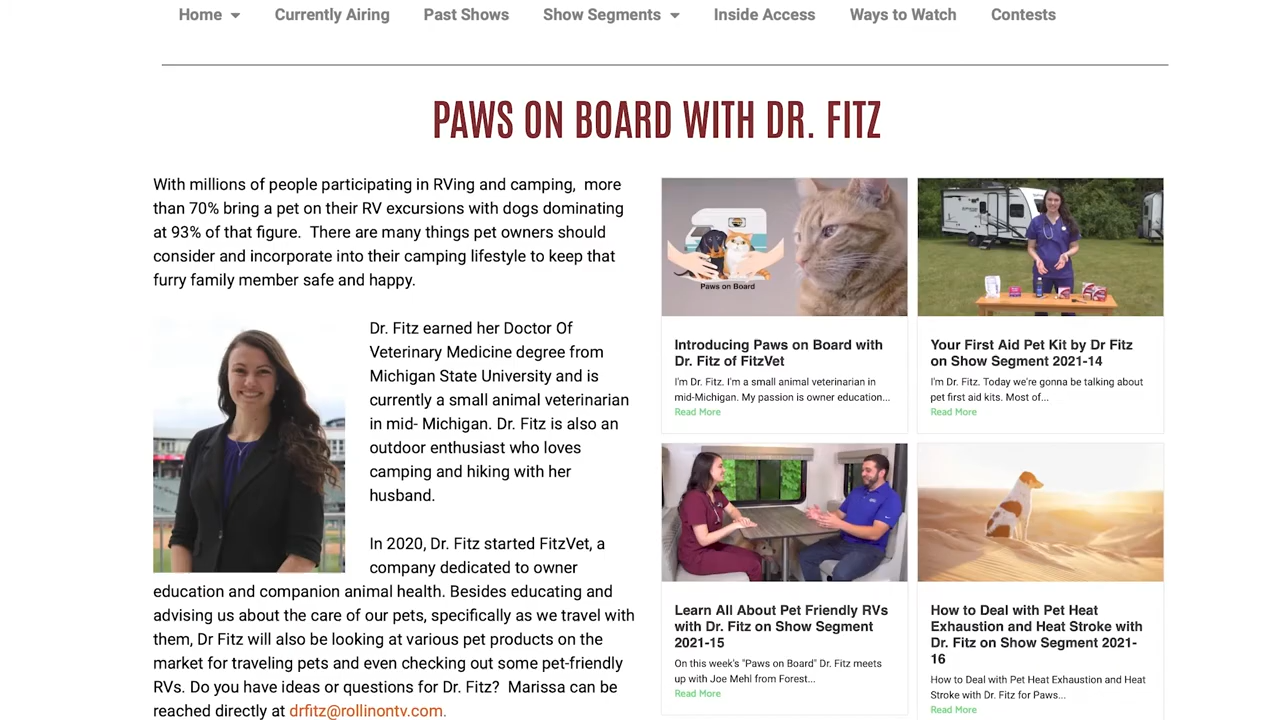 Home
Currently Airing
Past Shows
Show Segments
Inside Access
Ways to Watch
Contests
PAWS ON BOARD WITH DR. FITZ
With millions of people participating in RVing and camping, more
than 70% bring a pet on their RV excursions with dogs dominating
at 93% of that figure. There are many things pet owners should
consider and incorporate into their camping lifestyle to keep that
furry family member safe and happy.
Dr. Fitz earned her Doctor Of
Veterinary Medicine degree from
Michigan State University and is
currently a small animal veterinarian
in mid- Michigan. Dr. Fitz is also an
outdoor enthusiast who loves
camping and hiking with her
husband.
In 2020, Dr. Fitz started FitzVet, a
company dedicated to owner
education and companion animal health. Besides educating and
advising us about the care of our pets, specifically as we travel with
them, Dr Fitz will also be looking at various pet products on the
market for traveling pets and even checking out some pet-friendly
RVs. Do you have ideas or questions for Dr. Fitz? Marissa can be
reached directly at drfitz@rollinontv.com.
Paws on Board
Introducing Paws on Board with
Dr. Fitz of FitzVet
I'm Dr. Fitz. I'm a small animal veterinarian in
mid-Michigan. My passion is owner education...
Read More
Your First Aid Pet Kit by Dr Fitz
on Show Segment 2021-14
I'm Dr. Fitz. Today we're gonna be talking about
pet first aid kits. Most of...
Read More
Learn All About Pet Friendly RVs
with Dr. Fitz on Show Segment
2021-15
On this week's "Paws on Board" Dr. Fitz meets
up with Joe Mehl from Forest...
Read More
How to Deal with Pet Heat
Exhaustion and Heat Stroke with
Dr. Fitz on Show Segment 2021-
16
How to Deal with Pet Heat Exhaustion and Heat
Stroke with Dr. Fitz for Paws...
Read More